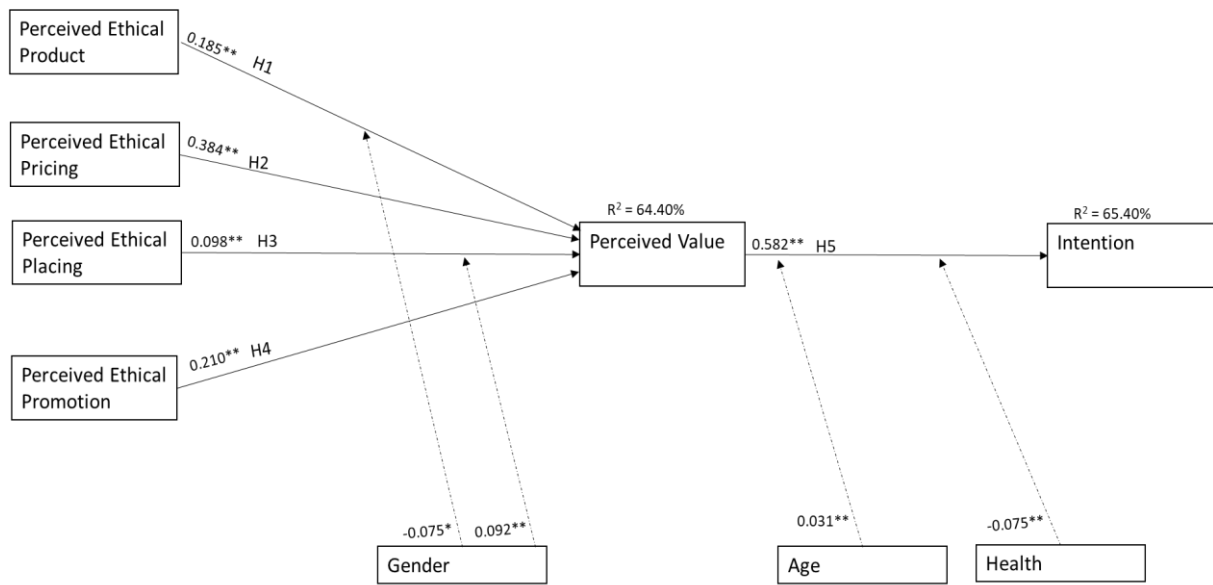 Perceived Ethical
Product
0.185** H1
Perceived Ethical
Pricing
0.384** H2
Perceived Ethical
Placing
0.098** H3
Perceived Ethical
Promotion
0.210** H4
R² = 64.40%
Perceived Value
0.582** H5
R² = 65.40%
Intention
-0.075* 0.092**
Gender
0.031**
Age
-0.075**
Health